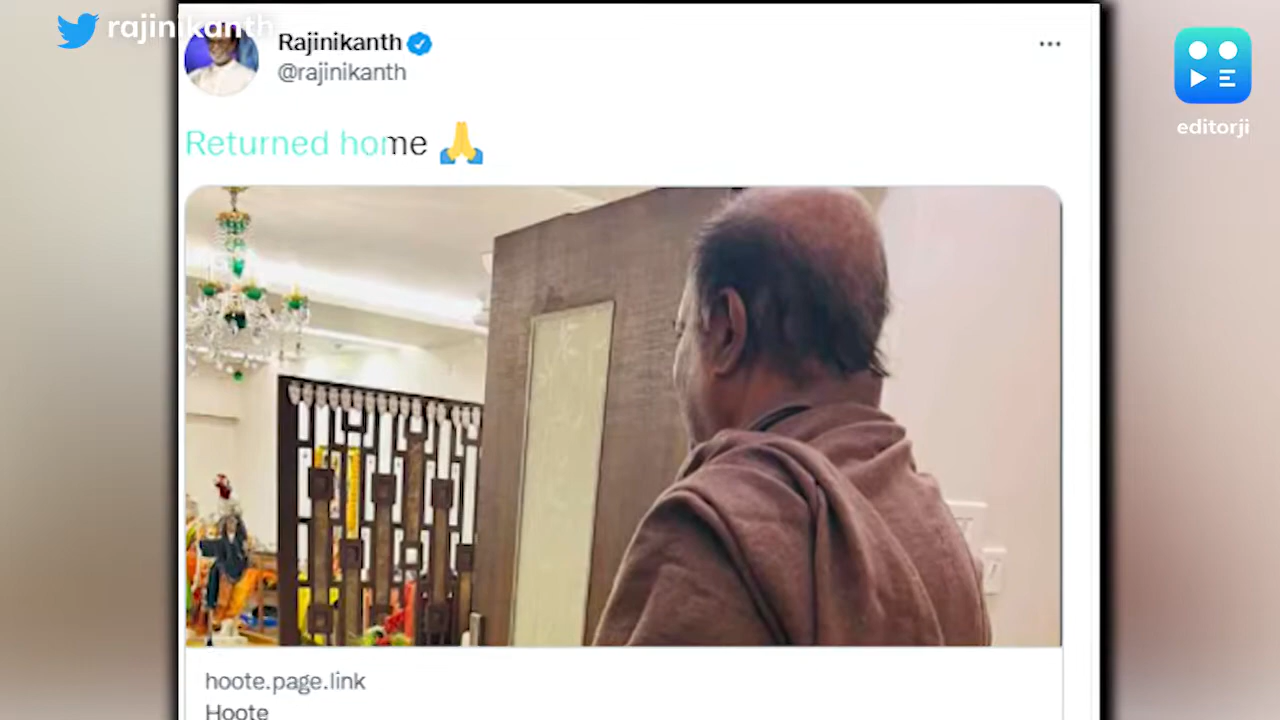 rajinikanth
Rajinikanth
@rajinikanth
editorji
Returned home
hoote.page.link
Hoote